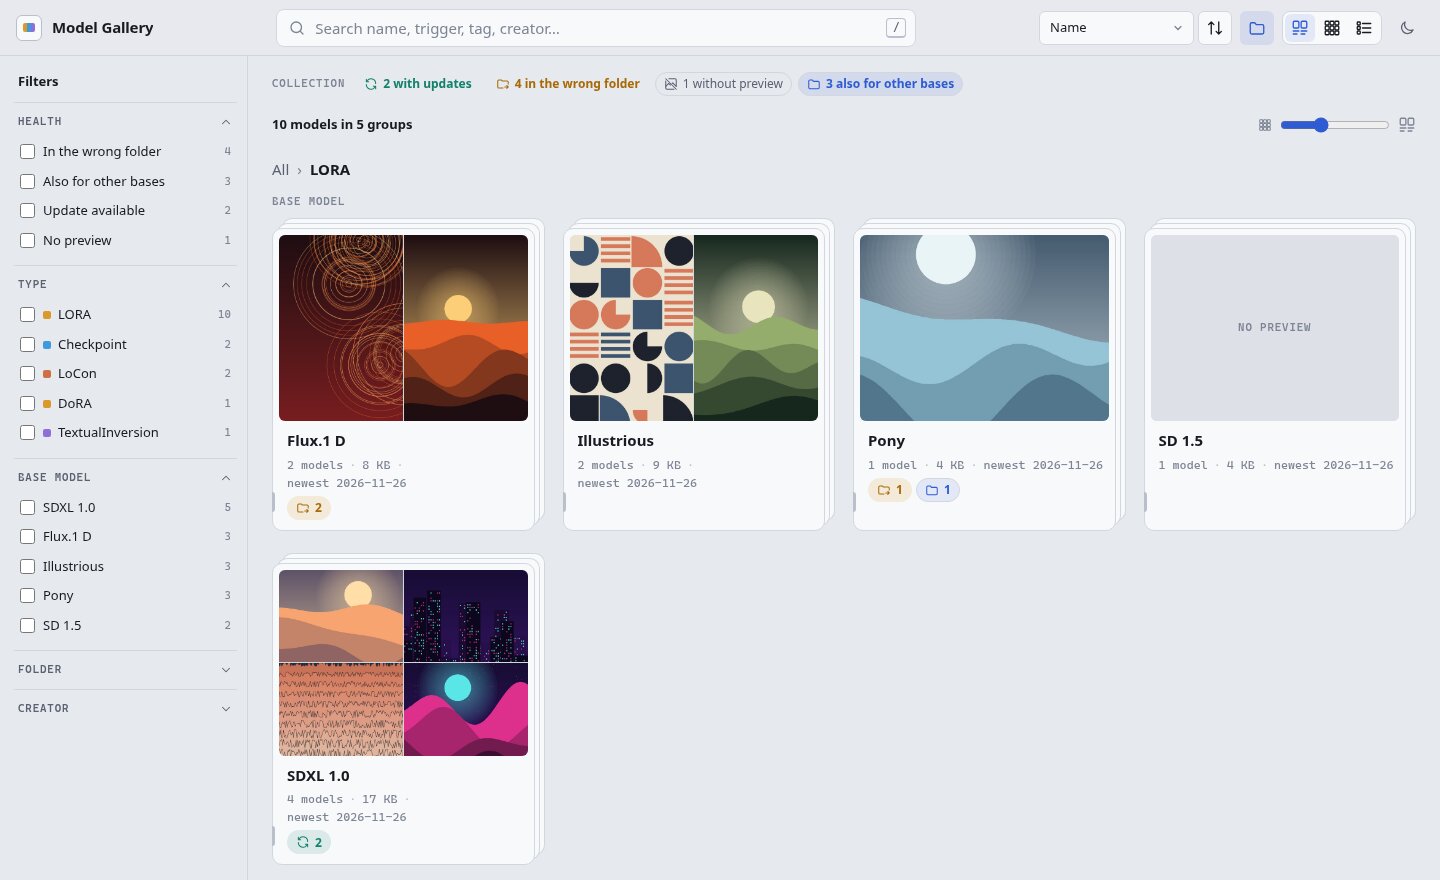 Model Gallery
Search name, trigger, tag, creator...
/
Name
Filters
HEALTH
In the wrong folder 4
Also for other bases 3
Update available 2
No preview 1
TYPE
LORA 10
Checkpoint 2
LoCon 2
DoRA 1
TextualInversion 1
BASE MODEL
SDXL 1.0 5
Flux.1 D 3
Illustrious 3
Pony 3
SD 1.5 2
FOLDER
CREATOR
COLLECTION 2 with updates 4 in the wrong folder 1 without preview 3 also for other bases
10 models in 5 groups
All › LORA
BASE MODEL
Flux.1 D
2 models · 8 KB ·
newest 2026-11-26
2
Illustrious
2 models · 9 KB ·
newest 2026-11-26
Pony
1 model · 4 KB · newest 2026-11-26
1 1
NO PREVIEW
SD 1.5
1 model · 4 KB · newest 2026-11-26
SDXL 1.0
4 models · 17 KB ·
newest 2026-11-26
2